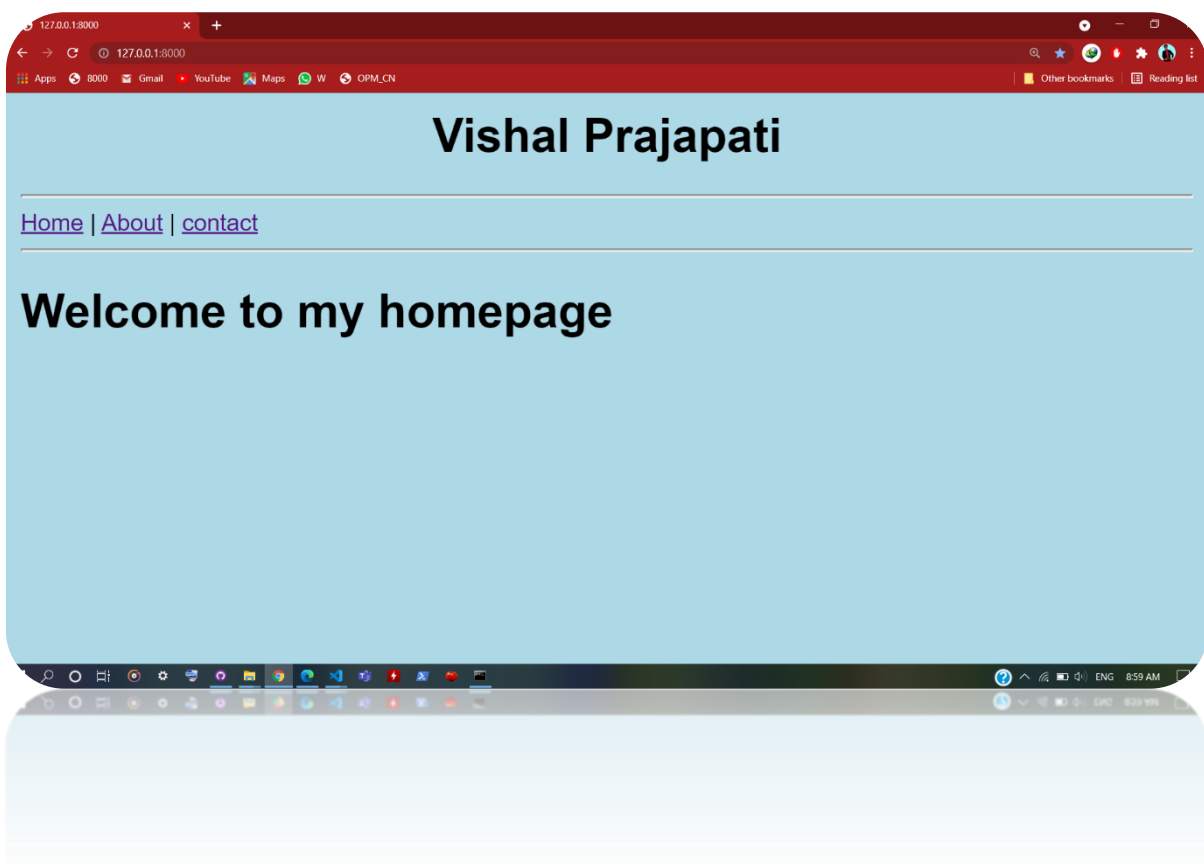 127.0.0.1:8000
127.0.0.1:8000
Apps 8000 Gmail YouTube Maps W OPM_CN Other bookmarks Reading list
Vishal Prajapati
Home | About | contact
Welcome to my homepage
ENG 8:59 AM